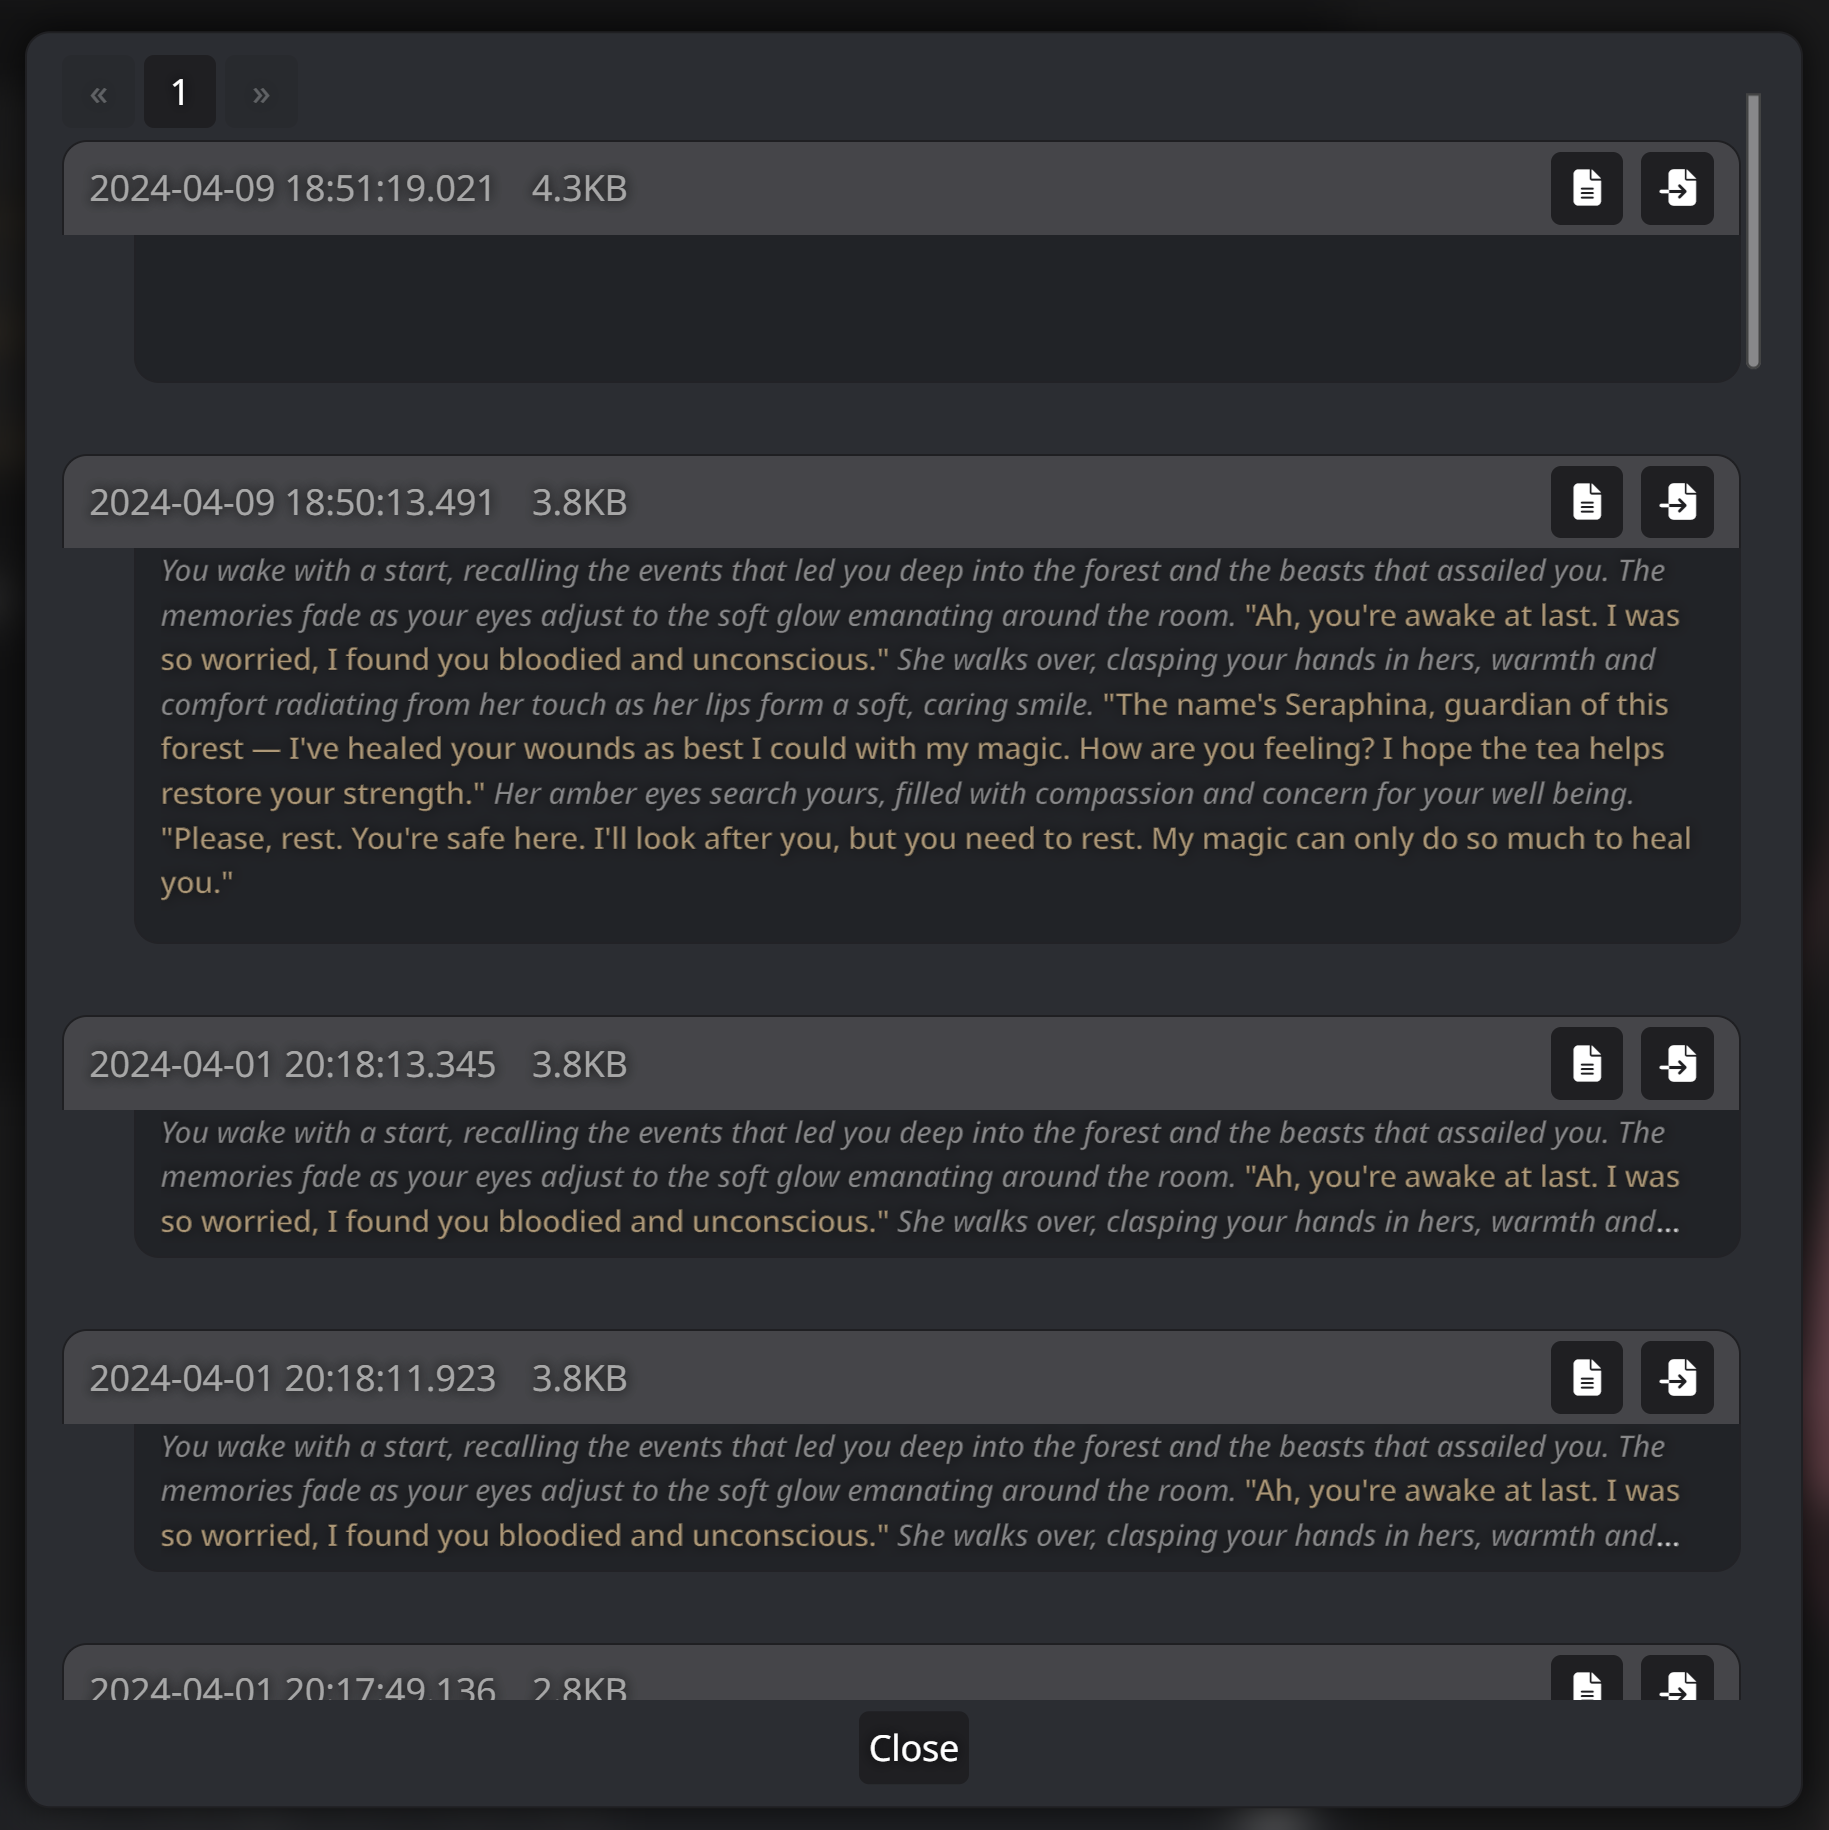 « 1 »
2024-04-09 18:51:19.021 4.3KB
2024-04-09 18:50:13.491 3.8KB
You wake with a start, recalling the events that led you deep into the forest and the beasts that assailed you. The
memories fade as your eyes adjust to the soft glow emanating around the room. "Ah, you're awake at last. I was
so worried, I found you bloodied and unconscious." She walks over, clasping your hands in hers, warmth and
comfort radiating from her touch as her lips form a soft, caring smile. "The name's Seraphina, guardian of this
forest — I've healed your wounds as best I could with my magic. How are you feeling? I hope the tea helps
restore your strength." Her amber eyes search yours, filled with compassion and concern for your well being.
"Please, rest. You're safe here. I'll look after you, but you need to rest. My magic can only do so much to heal
you."
2024-04-01 20:18:13.345 3.8KB
You wake with a start, recalling the events that led you deep into the forest and the beasts that assailed you. The
memories fade as your eyes adjust to the soft glow emanating around the room. "Ah, you're awake at last. I was
so worried, I found you bloodied and unconscious." She walks over, clasping your hands in hers, warmth and...
2024-04-01 20:18:11.923 3.8KB
You wake with a start, recalling the events that led you deep into the forest and the beasts that assailed you. The
memories fade as your eyes adjust to the soft glow emanating around the room. "Ah, you're awake at last. I was
so worried, I found you bloodied and unconscious." She walks over, clasping your hands in hers, warmth and...
2024-04-01 20:17:49.136 2.8KB
Close